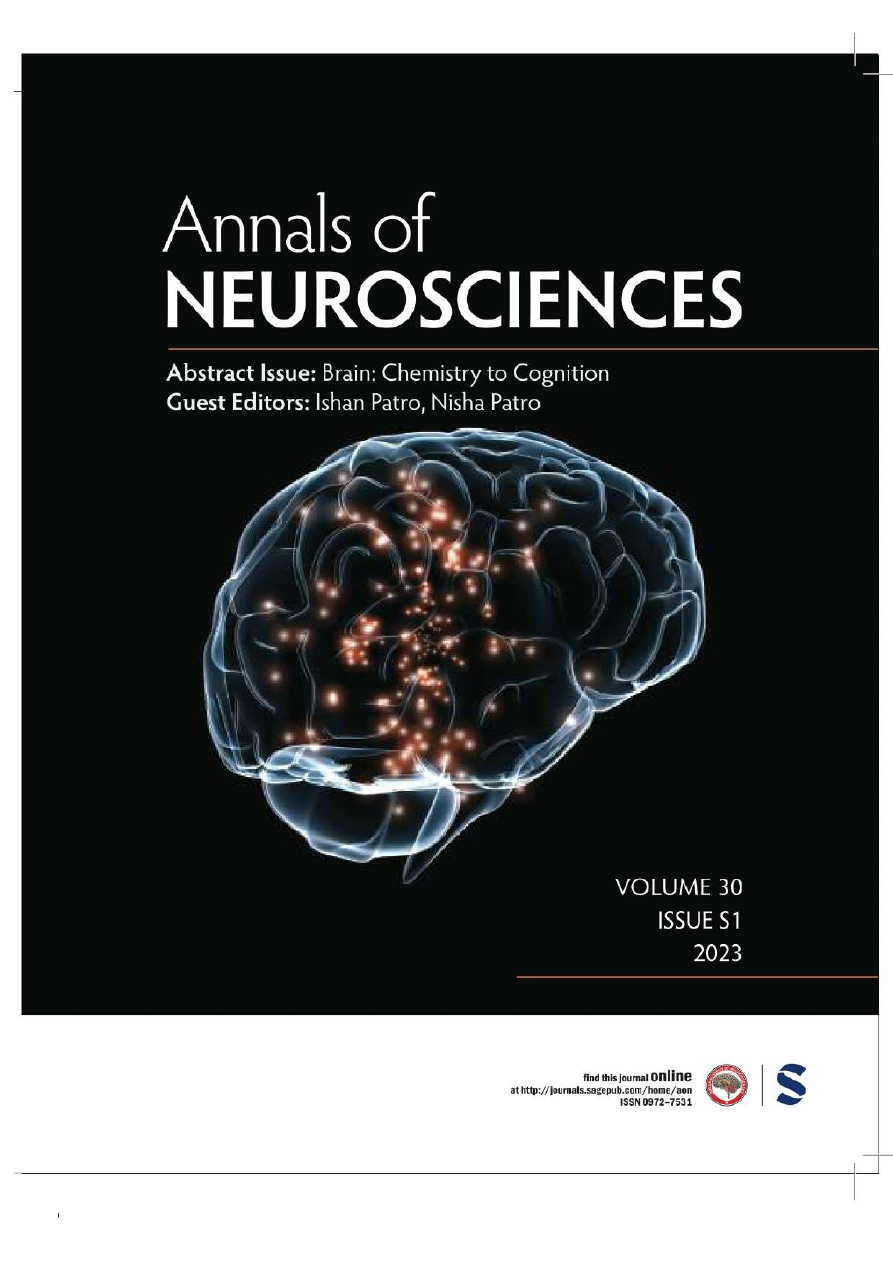 Annals of
NEUROSCIENCES
Abstract Issue: Brain: Chemistry to Cognition
Guest Editors: Ishan Patro, Nisha Patro
VOLUME 30
ISSUE S1
2023
find this journal online
at http://journals.sagepub.com/home/aon
ISSN 0972–7531
S